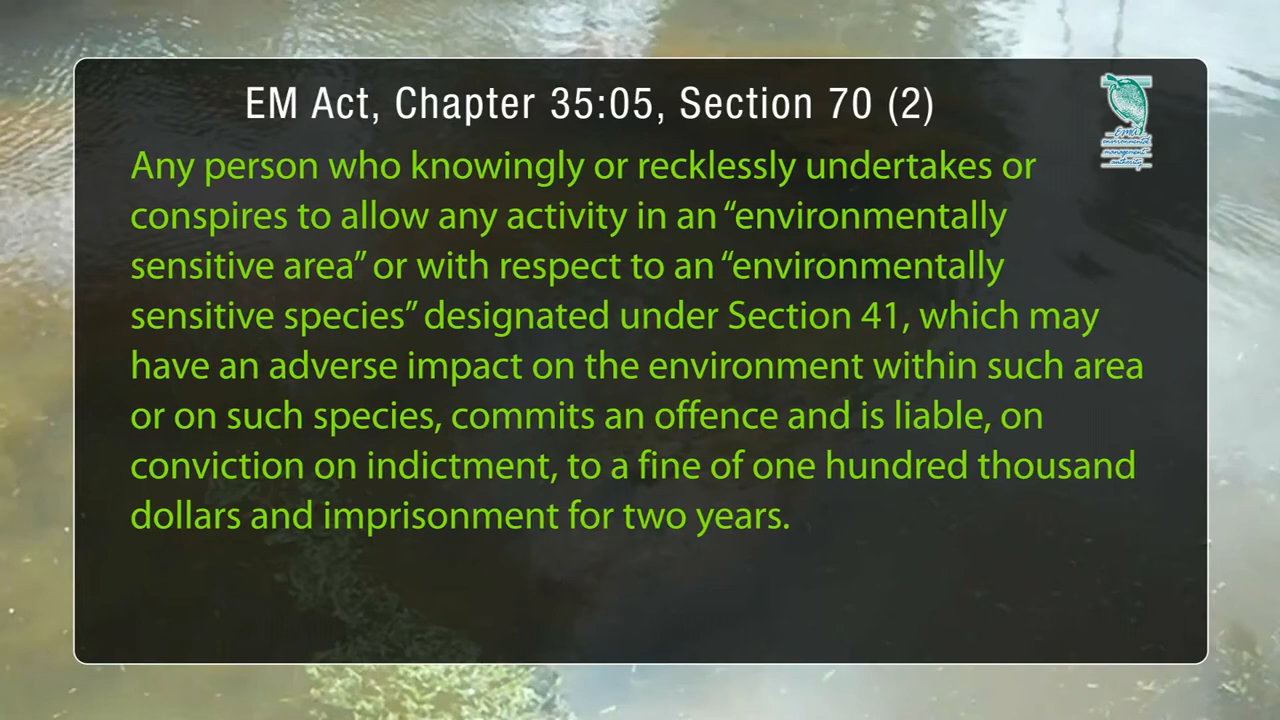 EM Act, Chapter 35:05, Section 70 (2)
Any person who knowingly or recklessly undertakes or
conspires to allow any activity in an “environmentally
sensitive area” or with respect to an “environmentally
sensitive species” designated under Section 41, which may
have an adverse impact on the environment within such area
or on such species, commits an offence and is liable, on
conviction on indictment, to a fine of one hundred thousand
dollars and imprisonment for two years.
EMA
environmental
management
authority